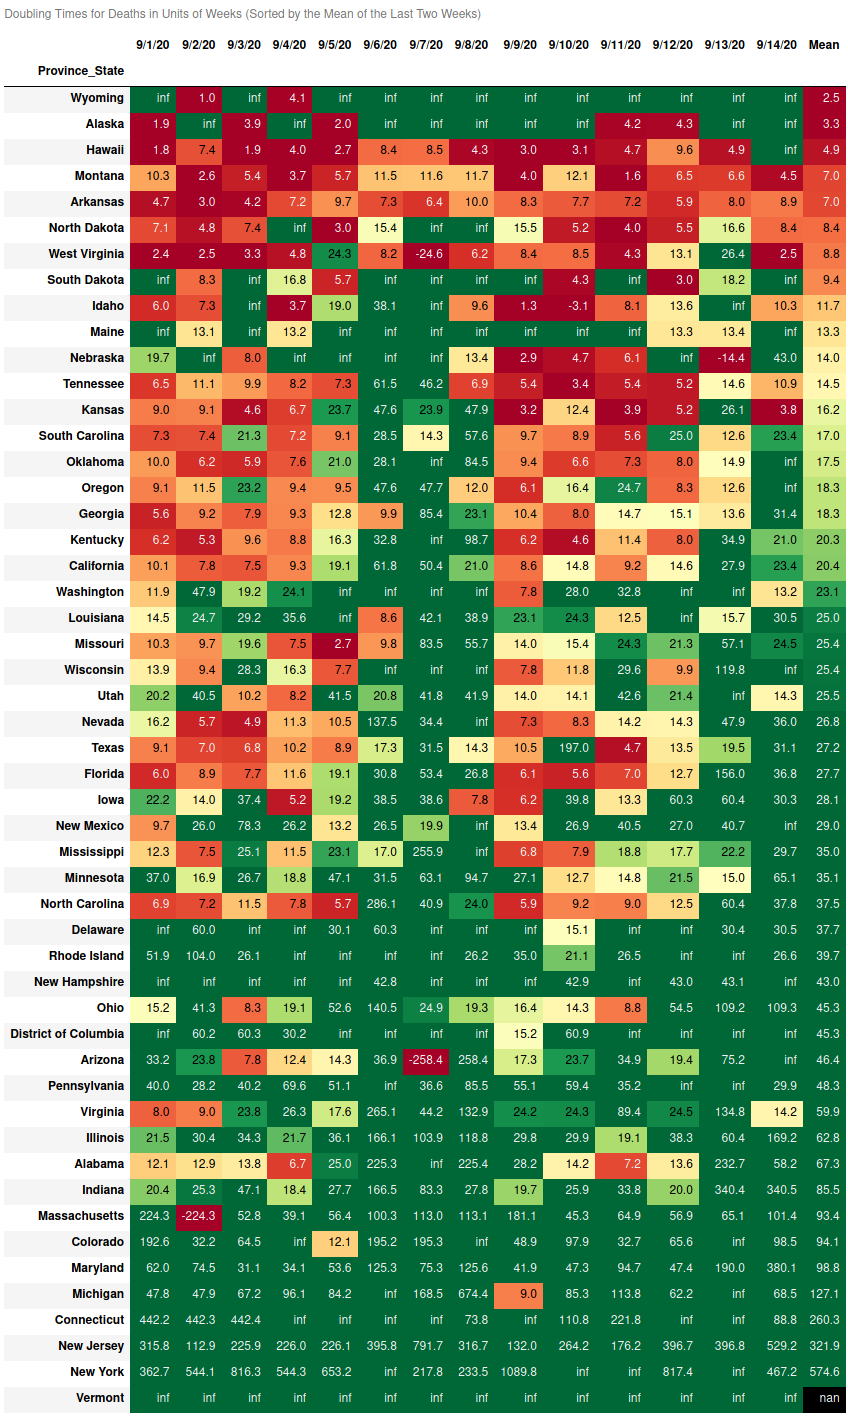 Doubling Times for Deaths in Units of Weeks (Sorted by the Mean of the Last Two Weeks)
9/1/20 9/2/20 9/3/20 9/4/20 9/5/20 9/6/20 9/7/20 9/8/20 9/9/20 9/10/20 9/11/20 9/12/20 9/13/20 9/14/20 Mean
Province_State
Wyoming inf 1.0 inf 4.1 inf inf inf inf inf inf inf inf inf inf 2.5
Alaska 1.9 inf 3.9 inf 2.0 inf inf inf inf inf 4.2 4.3 inf inf 3.3
Hawaii 1.8 7.4 1.9 4.0 2.7 8.4 8.5 4.3 3.0 3.1 4.7 9.6 4.9 inf 4.9
Montana 10.3 2.6 5.4 3.7 5.7 11.5 11.6 11.7 4.0 12.1 1.6 6.5 6.6 4.5 7.0
Arkansas 4.7 3.0 4.2 7.2 9.7 7.3 6.4 10.0 8.3 7.7 7.2 5.9 8.0 8.9 7.0
North Dakota 7.1 4.8 7.4 inf 3.0 15.4 inf inf 15.5 5.2 4.0 5.5 16.6 8.4 8.4
West Virginia 2.4 2.5 3.3 4.8 24.3 8.2 -24.6 6.2 8.4 8.5 4.3 13.1 26.4 2.5 8.8
South Dakota inf 8.3 inf 16.8 5.7 inf inf inf inf 4.3 inf 3.0 18.2 inf 9.4
Idaho 6.0 7.3 inf 3.7 19.0 38.1 inf 9.6 1.3 -3.1 8.1 13.6 inf 10.3 11.7
Maine inf 13.1 inf 13.2 inf inf inf inf inf inf inf 13.3 13.4 inf 13.3
Nebraska 19.7 inf 8.0 inf inf inf inf 13.4 2.9 4.7 6.1 inf -14.4 43.0 14.0
Tennessee 6.5 11.1 9.9 8.2 7.3 61.5 46.2 6.9 5.4 3.4 5.4 5.2 14.6 10.9 14.5
Kansas 9.0 9.1 4.6 6.7 23.7 47.6 23.9 47.9 3.2 12.4 3.9 5.2 26.1 3.8 16.2
South Carolina 7.3 7.4 21.3 7.2 9.1 28.5 14.3 57.6 9.7 8.9 5.6 25.0 12.6 23.4 17.0
Oklahoma 10.0 6.2 5.9 7.6 21.0 28.1 inf 84.5 9.4 6.6 7.3 8.0 14.9 inf 17.5
Oregon 9.1 11.5 23.2 9.4 9.5 47.6 47.7 12.0 6.1 16.4 24.7 8.3 12.6 inf 18.3
Georgia 5.6 9.2 7.9 9.3 12.8 9.9 85.4 23.1 10.4 8.0 14.7 15.1 13.6 31.4 18.3
Kentucky 6.2 5.3 9.6 8.8 16.3 32.8 inf 98.7 6.2 4.6 11.4 8.0 34.9 21.0 20.3
California 10.1 7.8 7.5 9.3 19.1 61.8 50.4 21.0 8.6 14.8 9.2 14.6 27.9 23.4 20.4
Washington 11.9 47.9 19.2 24.1 inf inf inf inf 7.8 28.0 32.8 inf inf 13.2 23.1
Louisiana 14.5 24.7 29.2 35.6 inf 8.6 42.1 38.9 23.1 24.3 12.5 inf 15.7 30.5 25.0
Missouri 10.3 9.7 19.6 7.5 2.7 9.8 83.5 55.7 14.0 15.4 24.3 21.3 57.1 24.5 25.4
Wisconsin 13.9 9.4 28.3 16.3 7.7 inf inf inf 7.8 11.8 29.6 9.9 119.8 inf 25.4
Utah 20.2 40.5 10.2 8.2 41.5 20.8 41.8 41.9 14.0 14.1 42.6 21.4 inf 14.3 25.5
Nevada 16.2 5.7 4.9 11.3 10.5 137.5 34.4 inf 7.3 8.3 14.2 14.3 47.9 36.0 26.8
Texas 9.1 7.0 6.8 10.2 8.9 17.3 31.5 14.3 10.5 197.0 4.7 13.5 19.5 31.1 27.2
Florida 6.0 8.9 7.7 11.6 19.1 30.8 53.4 26.8 6.1 5.6 7.0 12.7 156.0 36.8 27.7
Iowa 22.2 14.0 37.4 5.2 19.2 38.5 38.6 7.8 6.2 39.8 13.3 60.3 60.4 30.3 28.1
New Mexico 9.7 26.0 78.3 26.2 13.2 26.5 19.9 inf 13.4 26.9 40.5 27.0 40.7 inf 29.0
Mississippi 12.3 7.5 25.1 11.5 23.1 17.0 255.9 inf 6.8 7.9 18.8 17.7 22.2 29.7 35.0
Minnesota 37.0 16.9 26.7 18.8 47.1 31.5 63.1 94.7 27.1 12.7 14.8 21.5 15.0 65.1 35.1
North Carolina 6.9 7.2 11.5 7.8 5.7 286.1 40.9 24.0 5.9 9.2 9.0 12.5 60.4 37.8 37.5
Delaware inf 60.0 inf inf 30.1 60.3 inf inf inf 15.1 inf inf 30.4 30.5 37.7
Rhode Island 51.9 104.0 26.1 inf inf inf inf 26.2 35.0 21.1 26.5 inf inf 26.6 39.7
New Hampshire inf inf inf inf inf 42.8 inf inf inf 42.9 inf 43.0 43.1 inf 43.0
Ohio 15.2 41.3 8.3 19.1 52.6 140.5 24.9 19.3 16.4 14.3 8.8 54.5 109.2 109.3 45.3
District of Columbia inf 60.2 60.3 30.2 inf inf inf inf 15.2 60.9 inf inf inf inf 45.3
Arizona 33.2 23.8 7.8 12.4 14.3 36.9 -258.4 258.4 17.3 23.7 34.9 19.4 75.2 inf 46.4
Pennsylvania 40.0 28.2 40.2 69.6 51.1 inf 36.6 85.5 55.1 59.4 35.2 inf inf 29.9 48.3
Virginia 8.0 9.0 23.8 26.3 17.6 265.1 44.2 132.9 24.2 24.3 89.4 24.5 134.8 14.2 59.9
Illinois 21.5 30.4 34.3 21.7 36.1 166.1 103.9 118.8 29.8 29.9 19.1 38.3 60.4 169.2 62.8
Alabama 12.1 12.9 13.8 6.7 25.0 225.3 inf 225.4 28.2 14.2 7.2 13.6 232.7 58.2 67.3
Indiana 20.4 25.3 47.1 18.4 27.7 166.5 83.3 27.8 19.7 25.9 33.8 20.0 340.4 340.5 85.5
Massachusetts 224.3 -224.3 52.8 39.1 56.4 100.3 113.0 113.1 181.1 45.3 64.9 56.9 65.1 101.4 93.4
Colorado 192.6 32.2 64.5 inf 12.1 195.2 195.3 inf 48.9 97.9 32.7 65.6 inf 98.5 94.1
Maryland 62.0 74.5 31.1 34.1 53.6 125.3 75.3 125.6 41.9 47.3 94.7 47.4 190.0 380.1 98.8
Michigan 47.8 47.9 67.2 96.1 84.2 inf 168.5 674.4 9.0 85.3 113.8 62.2 inf 68.5 127.1
Connecticut 442.2 442.3 442.4 inf inf inf inf 73.8 inf 110.8 221.8 inf inf 88.8 260.3
New Jersey 315.8 112.9 225.9 226.0 226.1 395.8 791.7 316.7 132.0 264.2 176.2 396.7 396.8 529.2 321.9
New York 362.7 544.1 816.3 544.3 653.2 inf 217.8 233.5 1089.8 inf inf 817.4 inf 467.2 574.6
Vermont inf inf inf inf inf inf inf inf inf inf inf inf inf inf nan